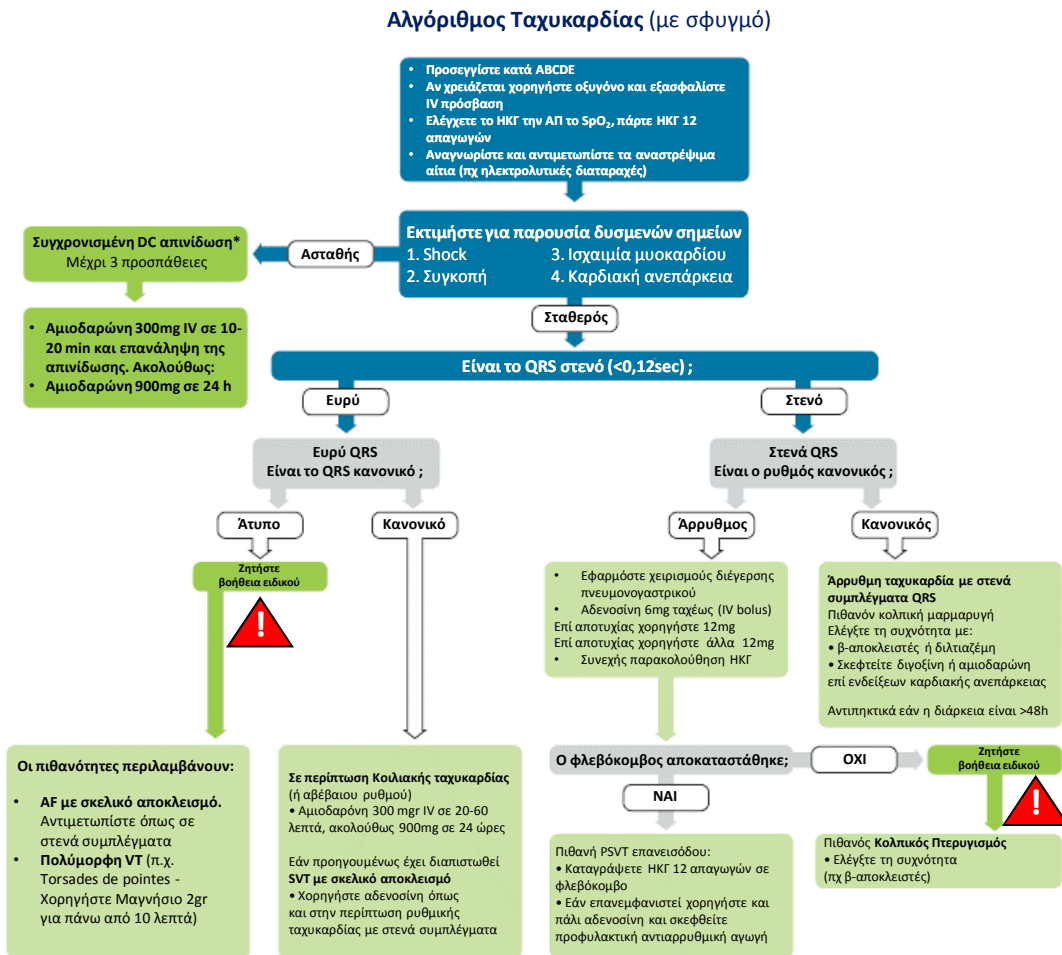 Αλγόριθμος Ταχυκαρδίας (με σφυγμό)
• Προσεγγίστε κατά ABCDE
• Αν χρειάζεται χορηγήστε οξυγόνο και εξασφαλίστε
IV πρόσβαση
• Ελέγχετε το ΗΚΓ την ΑΠ το SpO₂, πάρτε ΗΚΓ 12
απαγωγών
• Αναγνωρίστε και αντιμετωπίστε τα αναστρέψιμα
αίτια (πχ ηλεκτρολυτικές διαταραχές)
Εκτιμήστε για παρουσία δυσμενών σημείων
1. Shock
3. Ισχαιμία μυοκαρδίου
2. Συγκοπή
4. Καρδιακή ανεπάρκεια
Ασταθής
Συγχρονισμένη DC απινίδωση*
Μέχρι 3 προσπάθειες
• Αμιοδαρώνη 300mg IV σε 10-
20 min και επανάληψη της
απινίδωσης. Ακολούθως:
• Αμιοδαρώνη 900mg σε 24 h
Σταθερός
Είναι το QRS στενό (<0,12sec) ;
Ευρύ
Στενό
Ευρύ QRS
Είναι το QRS κανονικό ;
Στενά QRS
Είναι ο ρυθμός κανονικός ;
Άτυπο
Κανονικό
Άρρυθμος
Κανονικός
Ζητήστε
βοήθεια ειδικού
!
• Εφαρμόστε χειρισμούς διέγερσης
πνευμονογαστρικού
• Αδενοσίνη 6mg ταχέως (IV bolus)
Επί αποτυχίας χορηγήστε 12mg
Επί αποτυχίας χορηγήστε άλλα 12mg
• Συνεχής παρακολούθηση ΗΚΓ
Άρρυθμη ταχυκαρδία με στενά
συμπλέγματα QRS
Πιθανόν κολπική μαρμαρυγή
Ελέγξτε τη συχνότητα με:
• β-αποκλειστές ή διλτιαζέμη
• Σκεφτείτε διγοξίνη ή αμιοδαρώνη
επί ενδείξεων καρδιακής ανεπάρκειας
Αντιπηκτικά εάν η διάρκεια είναι >48h
Οι πιθανότητες περιλαμβάνουν:
• AF με σκελικό αποκλεισμό.
Αντιμετωπίστε όπως σε
στενά συμπλέγματα
• Πολύμορφη VT (π.χ.
Torsades de pointes -
Χορηγήστε Μαγνήσιο 2gr
για πάνω από 10 λεπτά)
Σε περίπτωση Κοιλιακής ταχυκαρδίας
(ή αβέβαιου ρυθμού)
• Αμιοδαρόνη 300 mgr IV σε 20-60
λεπτά, ακολούθως 900mg σε 24 ώρες
Εάν προηγουμένως έχει διαπιστωθεί
SVT με σκελικό αποκλεισμό
• Χορηγήστε αδενοσίνη όπως
και στην περίπτωση ρυθμικής
ταχυκαρδίας με στενά συμπλέγματα
Ο φλεβόκομβος αποκαταστάθηκε;
ΟΧΙ
Ζητήστε
βοήθεια ειδικού
!
ΝΑΙ
Πιθανή PSVT επανεισόδου:
• Καταγράψετε ΗΚΓ 12 απαγωγών σε
φλεβόκομβο
• Εάν επανεμφανιστεί χορηγήστε και
πάλι αδενοσίνη και σκεφθείτε
προφυλακτική αντιαρρυθμική αγωγή
Πιθανός Κολπικός Πτερυγισμός
• Ελέγξτε τη συχνότητα
(πχ β-αποκλειστές)